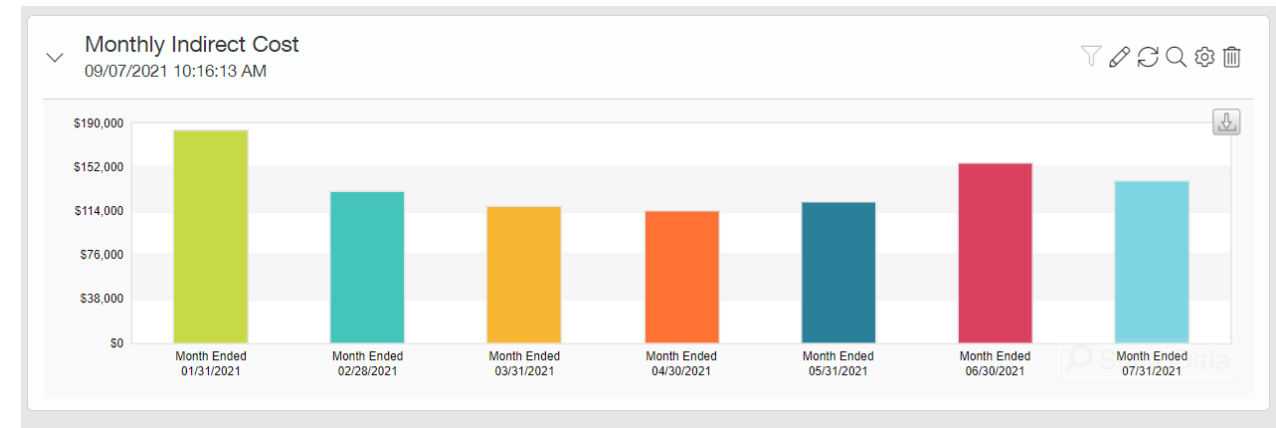 Monthly Indirect Cost
09/07/2021 10:16:13 AM
$190,000
$152,000
$114,000
$76,000
$38,000
$0
Month Ended
01/31/2021
Month Ended
02/28/2021
Month Ended
03/31/2021
Month Ended
04/30/2021
Month Ended
05/31/2021
Month Ended
06/30/2021
Month Ended
07/31/2021